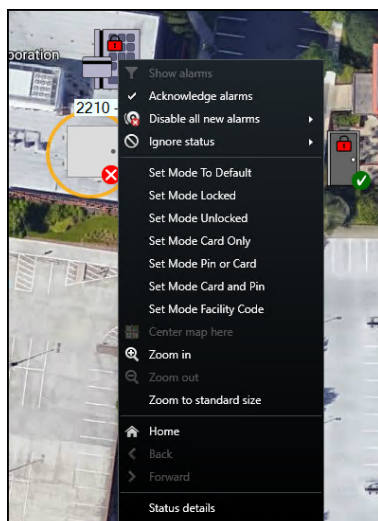 poration
2210 -
Show alarms
Acknowledge alarms
Disable all new alarms
Ignore status
Set Mode To Default
Set Mode Locked
Set Mode Unlocked
Set Mode Card Only
Set Mode Pin or Card
Set Mode Card and Pin
Set Mode Facility Code
Center map here
Zoom in
Zoom out
Zoom to standard size
Home
Back
Forward
Status details